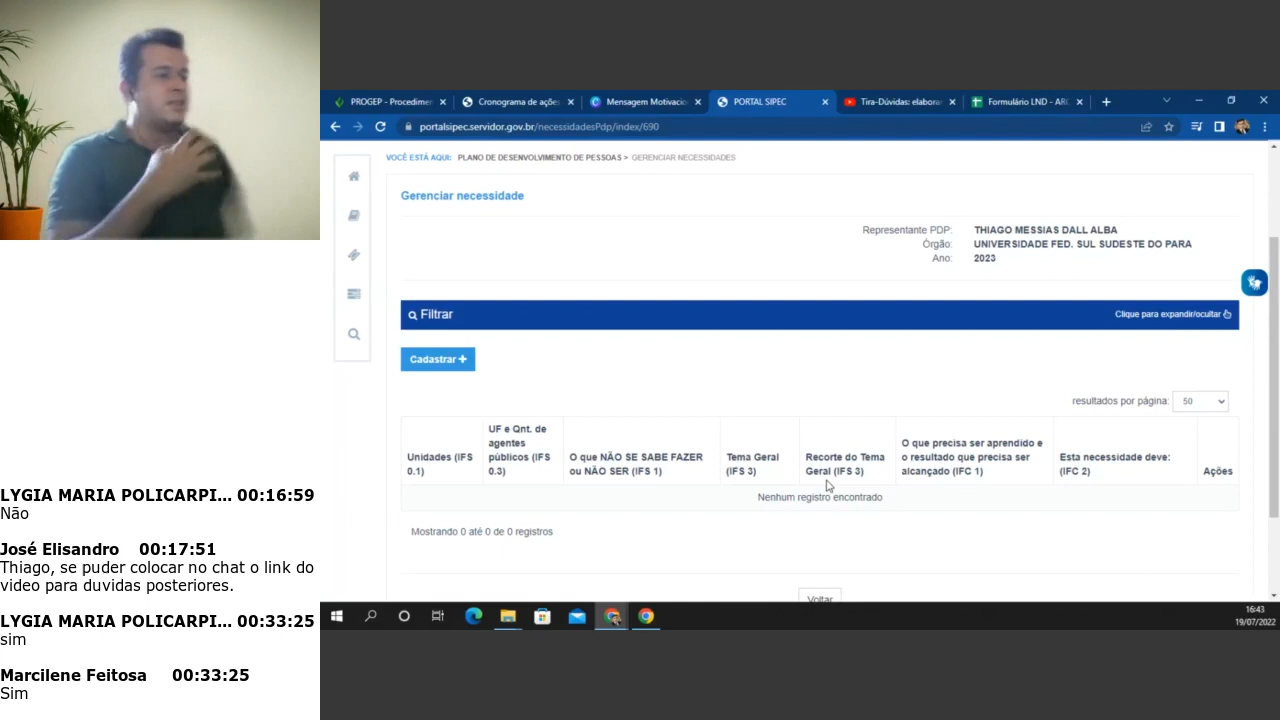 PROGEP - Procedimen
Cronograma de açõe
Mensagem Motivacio
PORTAL SIPEC
Tira-Dúvidas: elabora
Formulário LND - AR
portalsipec.servidor.gov.br/necessidadesPdp/index/690
VOCÊ ESTÁ AQUI: PLANO DE DESENVOLVIMENTO DE PESSOAS > GERENCIAR NECESSIDADES
Gerenciar necessidade
Representante PDP: THIAGO MESSIAS DALL ALBA
Órgão: UNIVERSIDADE FED. SUL SUDESTE DO PARA
Ano: 2023
Filtrar
Clique para expandir/ocultar
Cadastrar +
resultados por página: 50
Unidades (IFS 0.1)
UF e Qnt. de agentes públicos (IFS 0.3)
O que NÃO SE SABE FAZER ou NÃO SER (IFS 1)
Tema Geral (IFS 3)
Recorte do Tema Geral (IFS 3)
O que precisa ser aprendido e o resultado que precisa ser alcançado (IFC 1)
Esta necessidade deve: (IFC 2)
Ações
Nenhum registro encontrado
Mostrando 0 até 0 de 0 registros
Voltar
16:43
19/07/2022
LYGIA MARIA POLICARPI... 00:16:59
Não
José Elisandro 00:17:51
Thiago, se puder colocar no chat o link do
video para duvidas posteriores.
LYGIA MARIA POLICARPI... 00:33:25
sim
Marcilene Feitosa 00:33:25
Sim